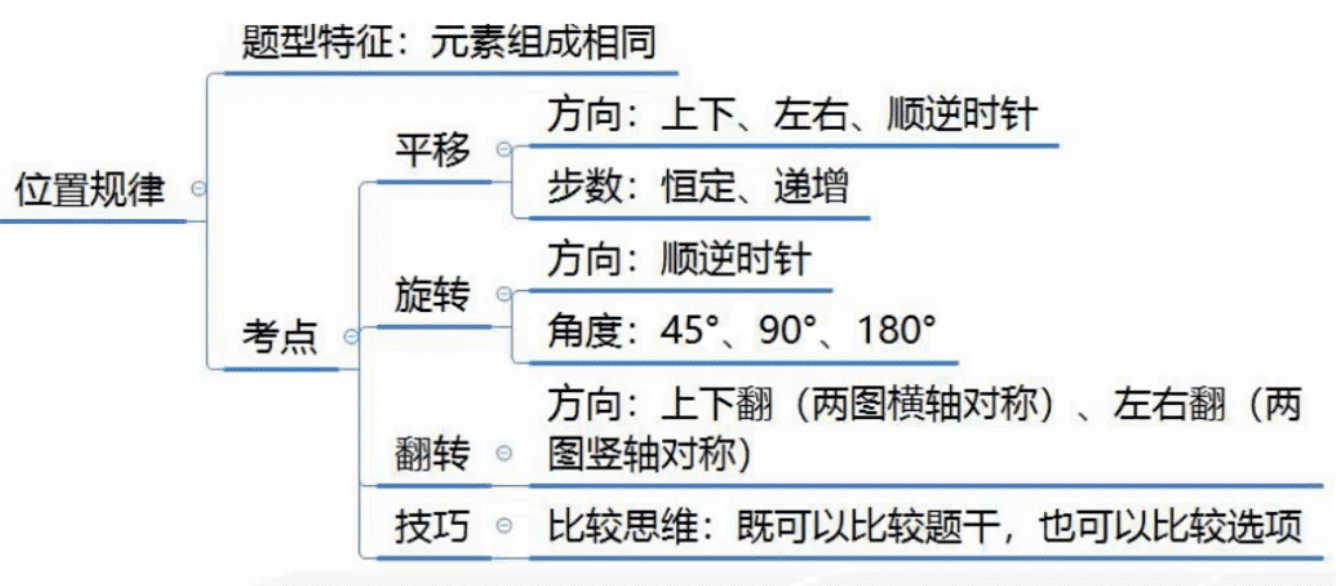 题型特征：元素组成相同
方向：上下、左右、顺逆时针
平移
步数：恒定、递增
位置规律
方向：顺逆时针
旋转
角度：45°、90°、180°
考点
方向：上下翻（两图横轴对称）、左右翻（两
图竖轴对称）
翻转
技巧
比较思维：既可以比较题干，也可以比较选项